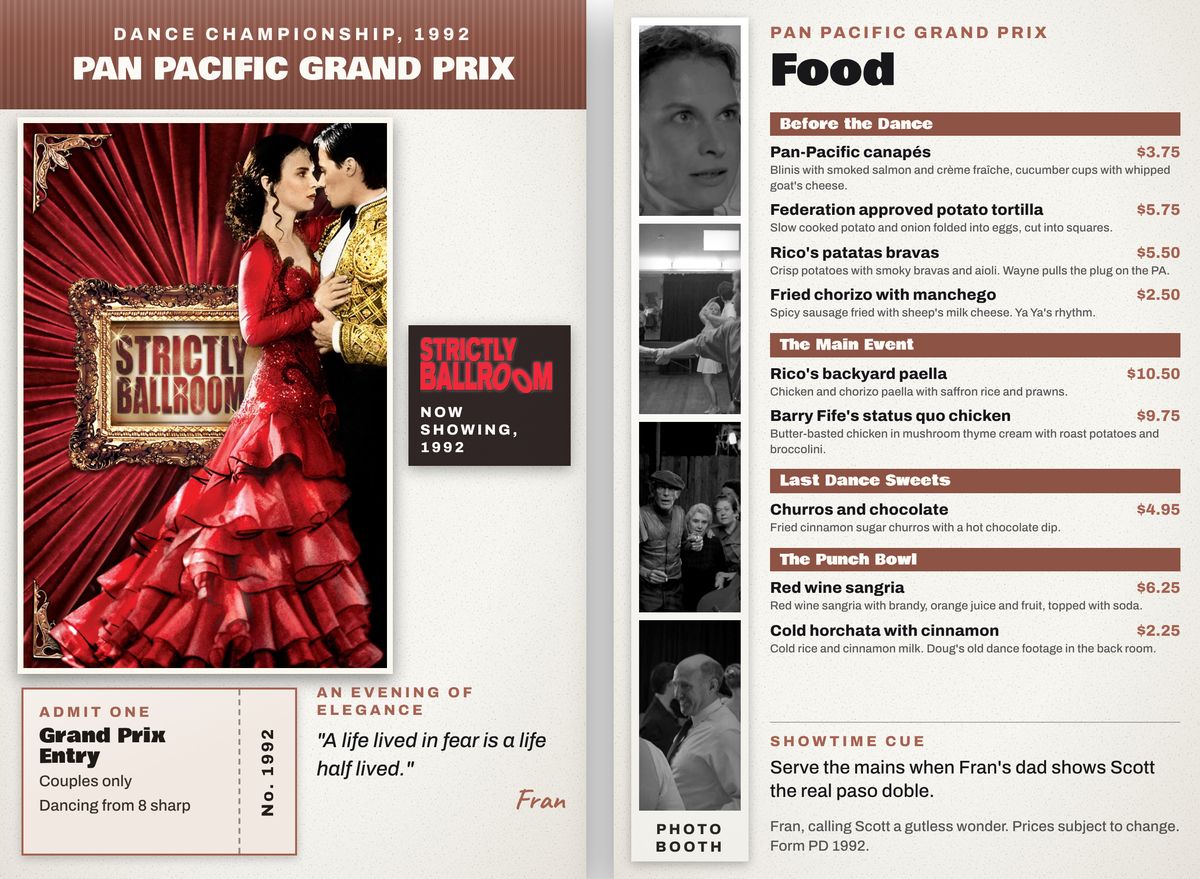 DANCE CHAMPIONSHIP, 1992
PAN PACIFIC GRAND PRIX
STRICTLY
BALLROOM
STRICTLY
BALLROOM
NOW
SHOWING,
1992
ADMIT ONE
Grand Prix
Entry
Couples only
Dancing from 8 sharp
No. 1992
AN EVENING OF
ELEGANCE
"A life lived in fear is a life
half lived."
Fran
PHOTO
BOOTH
PAN PACIFIC GRAND PRIX
Food
Before the Dance
Pan-Pacific canapés $3.75
Blinis with smoked salmon and crème fraîche, cucumber cups with whipped
goat's cheese.
Federation approved potato tortilla $5.75
Slow cooked potato and onion folded into eggs, cut into squares.
Rico's patatas bravas $5.50
Crisp potatoes with smoky bravas and aioli. Wayne pulls the plug on the PA.
Fried chorizo with manchego $2.50
Spicy sausage fried with sheep's milk cheese. Ya Ya's rhythm.
The Main Event
Rico's backyard paella $10.50
Chicken and chorizo paella with saffron rice and prawns.
Barry Fife's status quo chicken $9.75
Butter-basted chicken in mushroom thyme cream with roast potatoes and
broccolini.
Last Dance Sweets
Churros and chocolate $4.95
Fried cinnamon sugar churros with a hot chocolate dip.
The Punch Bowl
Red wine sangria $6.25
Red wine sangria with brandy, orange juice and fruit, topped with soda.
Cold horchata with cinnamon $2.25
Cold rice and cinnamon milk. Doug's old dance footage in the back room.
SHOWTIME CUE
Serve the mains when Fran's dad shows Scott
the real paso doble.
Fran, calling Scott a gutless wonder. Prices subject to change.
Form PD 1992.